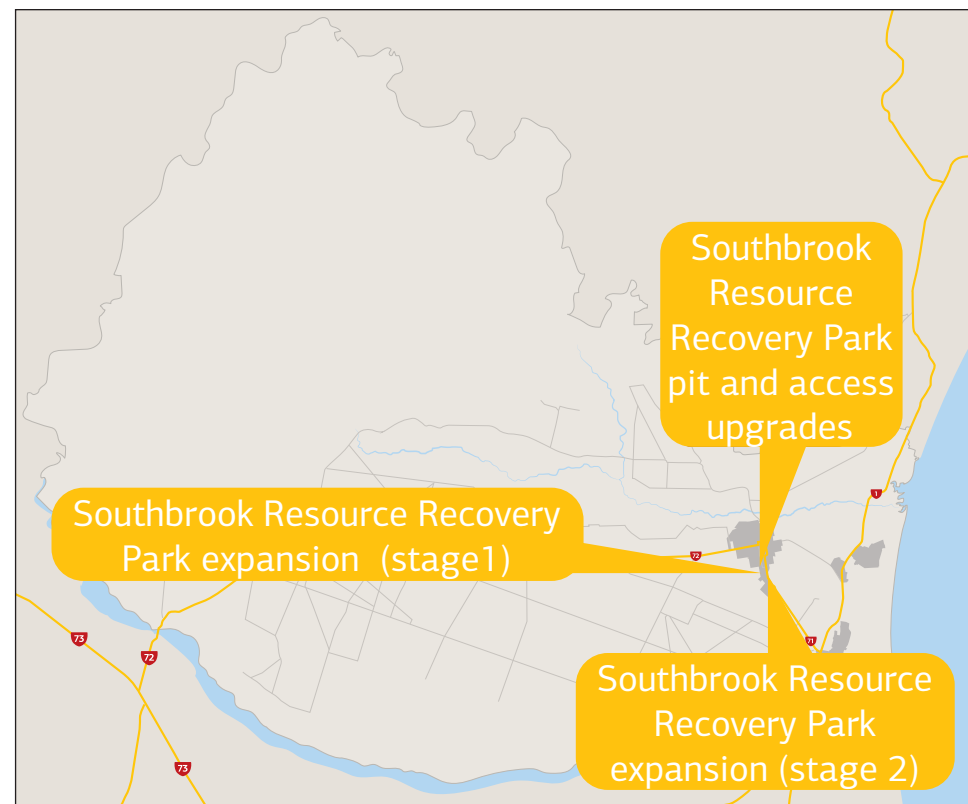 Southbrook
Resource
Recovery Park
pit and access
upgrades
1
Southbrook Resource Recovery
Park expansion (stage1)
72
71
73
72
Southbrook Resource
Recovery Park
expansion (stage 2)
73